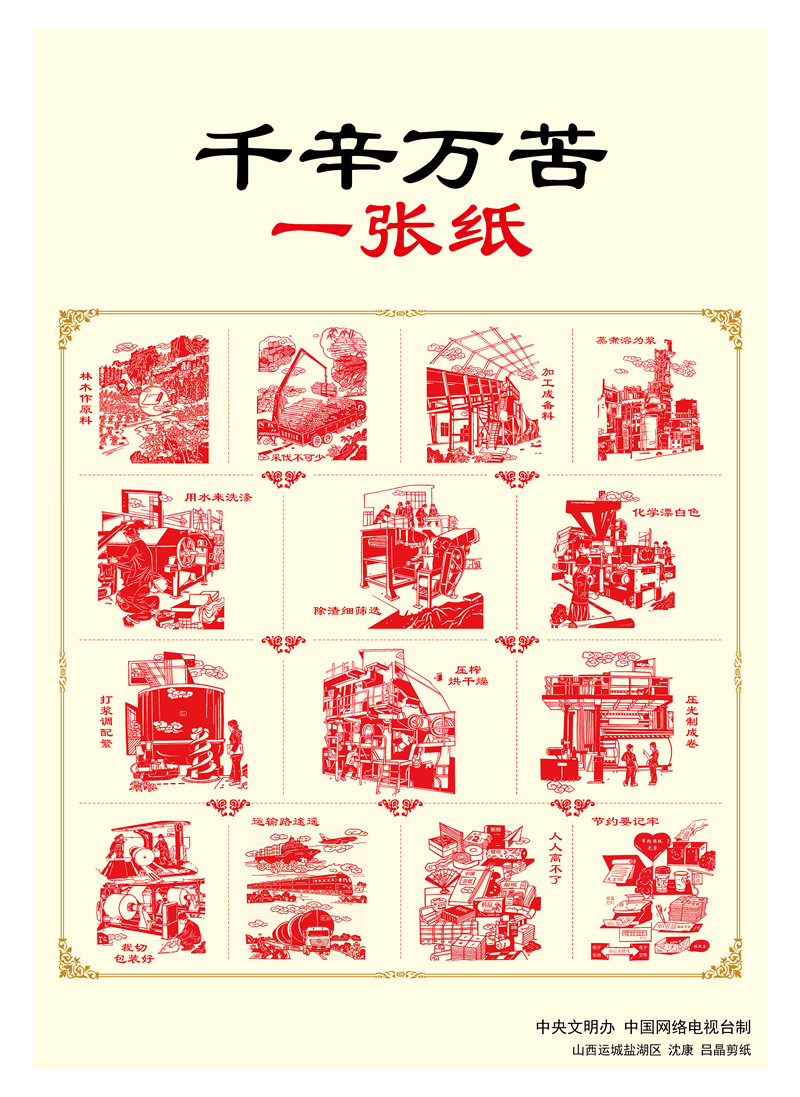 千辛万苦
一张纸
林木作原料
采伐不可少
加工成备料
蒸煮溶为浆
用水来洗涤
除渣细筛选
化学漂白色
打浆调配繁
压榨
烘干燥
压光制成卷
裁切
包装好
运输路途遥
人人离不了
节约要记牢
中央文明办 中国网络电视台制
山西运城盐湖区 沈康 吕晶剪纸